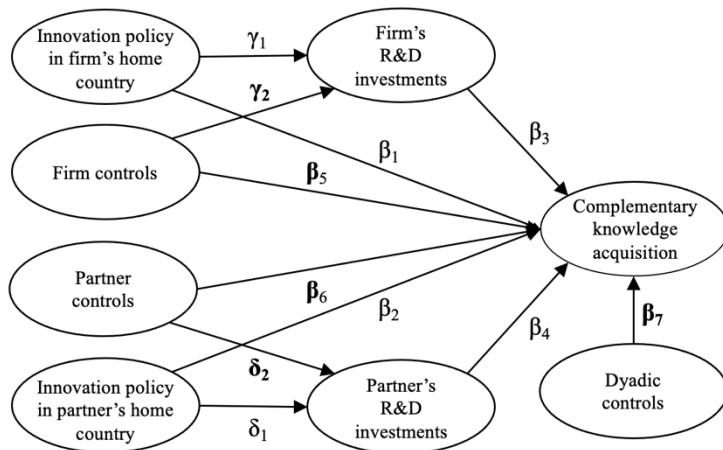 Innovation policy
in firm's home
country
γ1
Firm's
R&D
investments
γ2
β1
β3
Firm controls
β5
Complementary
knowledge
acquisition
Partner
controls
β6
β2
β4
β7
δ2
Innovation policy
in partner's home
country
δ1
Partner's
R&D
investments
Dyadic
controls